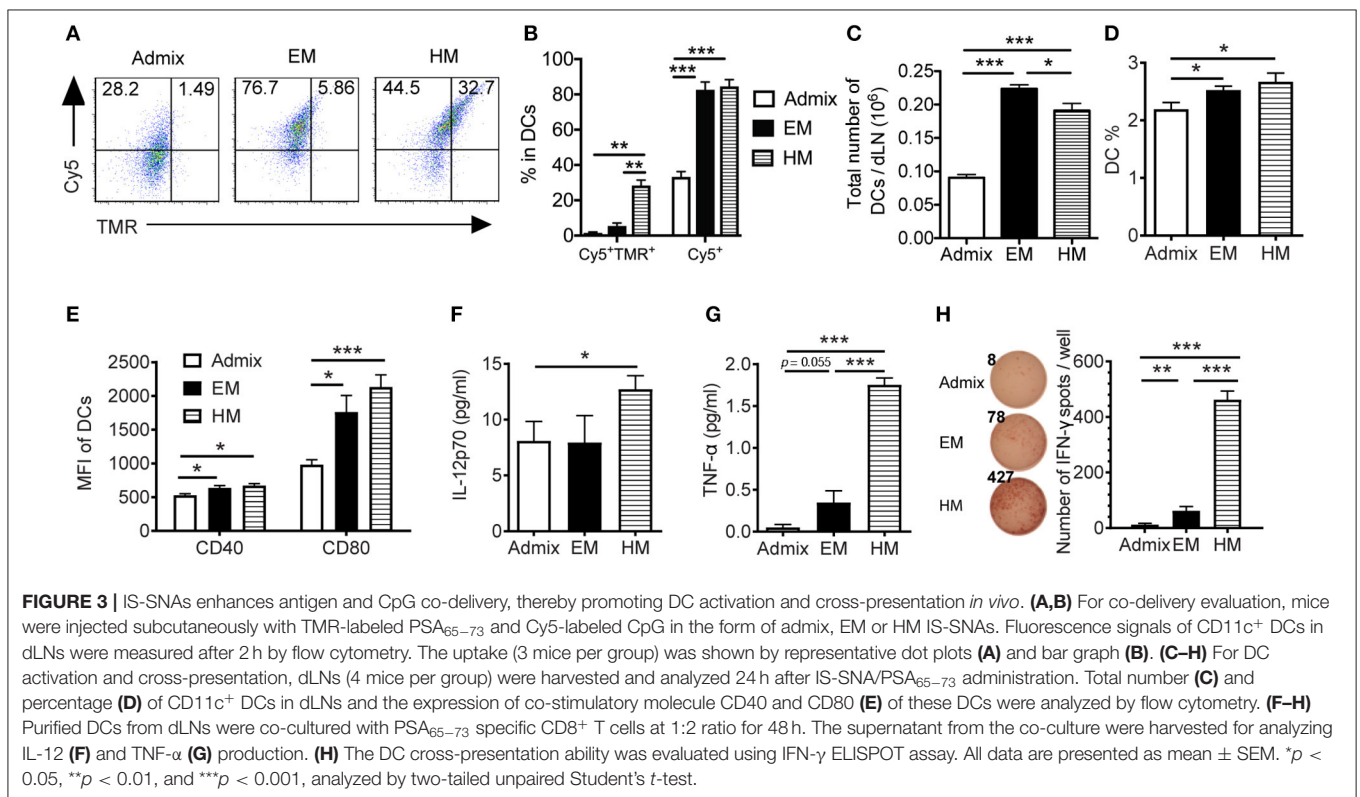 A
Admix
EM
HM
28.2
1.49
76.7
5.86
44.5
32.7
Cy5
TMR
B
% in DCs
100
80
60
40
20
0
**
**
***
***
Cy5⁺TMR⁺
Cy5⁺
Admix
EM
HM
C
Total number of
DCs / dLN (10⁶)
0.25
0.20
0.15
0.10
0.05
0.00
***
***
*
Admix
EM
HM
D
DC %
3
2
1
0
*
*
Admix
EM
HM
E
MFI of DCs
2500
2000
1500
1000
500
0
Admix
EM
HM
*
*
*
***
CD40
CD80
F
IL-12p70 (pg/ml)
15
10
5
0
*
Admix
EM
HM
G
TNF-α (pg/ml)
2.0
1.5
1.0
0.5
0.0
***
p = 0.055
***
Admix
EM
HM
H
8
Admix
78
EM
427
HM
Number of IFN-γ spots / well
600
400
200
0
***
**
***
Admix
EM
HM
FIGURE 3 | IS-SNAs enhances antigen and CpG co-delivery, thereby promoting DC activation and cross-presentation in vivo. (A,B) For co-delivery evaluation, mice
were injected subcutaneously with TMR-labeled PSA₆₅₋₇₃ and Cy5-labeled CpG in the form of admix, EM or HM IS-SNAs. Fluorescence signals of CD11c⁺ DCs in
dLNs were measured after 2 h by flow cytometry. The uptake (3 mice per group) was shown by representative dot plots (A) and bar graph (B). (C–H) For DC
activation and cross-presentation, dLNs (4 mice per group) were harvested and analyzed 24 h after IS-SNA/PSA₆₅₋₇₃ administration. Total number (C) and
percentage (D) of CD11c⁺ DCs in dLNs and the expression of co-stimulatory molecule CD40 and CD80 (E) of these DCs were analyzed by flow cytometry. (F–H)
Purified DCs from dLNs were co-cultured with PSA₆₅₋₇₃ specific CD8⁺ T cells at 1:2 ratio for 48 h. The supernatant from the co-culture were harvested for analyzing
IL-12 (F) and TNF-α (G) production. (H) The DC cross-presentation ability was evaluated using IFN-γ ELISPOT assay. All data are presented as mean ± SEM. *p <
0.05, **p < 0.01, and ***p < 0.001, analyzed by two-tailed unpaired Student's t-test.